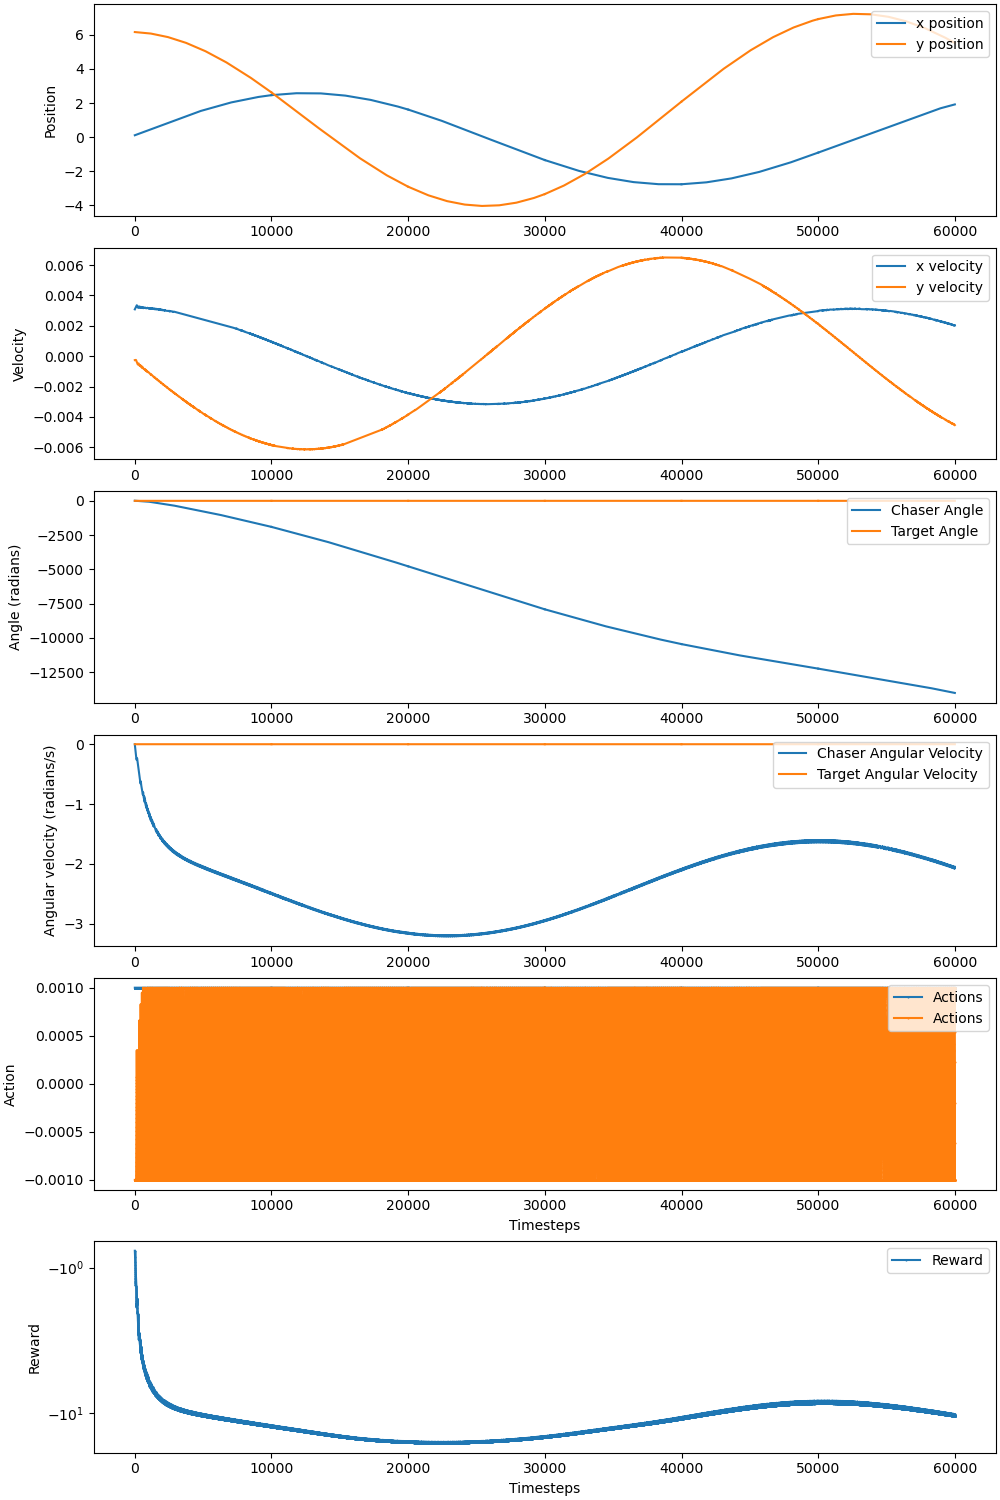 x position
y position
Position
6
4
2
0
−2
−4
0 10000 20000 30000 40000 50000 60000
x velocity
y velocity
Velocity
0.006
0.004
0.002
0.000
−0.002
−0.004
−0.006
0 10000 20000 30000 40000 50000 60000
Chaser Angle
Target Angle
Angle (radians)
0
−2500
−5000
−7500
−10000
−12500
0 10000 20000 30000 40000 50000 60000
Chaser Angular Velocity
Target Angular Velocity
Angular velocity (radians/s)
0
−1
−2
−3
0 10000 20000 30000 40000 50000 60000
Actions
Actions
Action
0.0010
0.0005
0.0000
−0.0005
−0.0010
0 10000 20000 30000 40000 50000 60000
Timesteps
Reward
Reward
−10⁰
−10¹
0 10000 20000 30000 40000 50000 60000
Timesteps